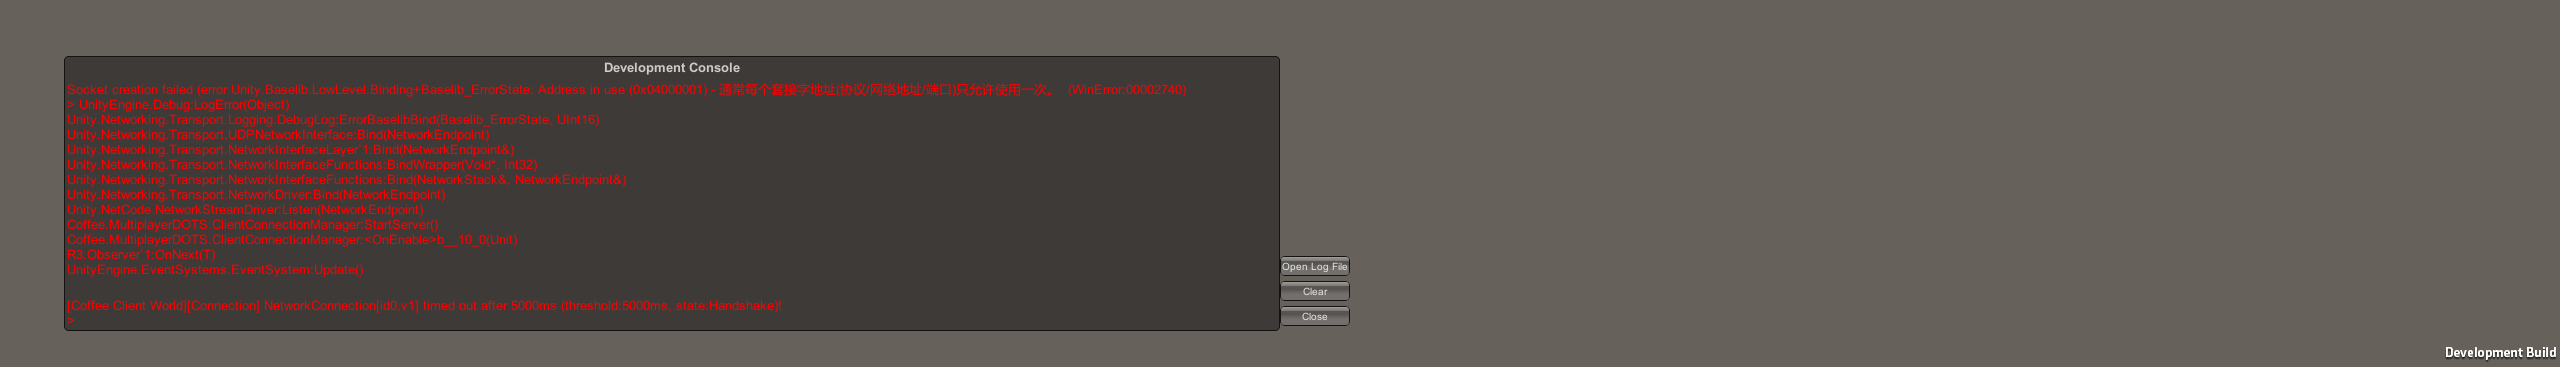 Development Console
Socket creation failed (error Unity.Baselib.LowLevel.Binding+Baselib_ErrorState: Address in use (0x04000001) - 通常每个套接字地址(协议/网络地址/端口)只允许使用一次。 (WinError:00002740)
> UnityEngine.Debug:LogError(Object)
Unity.Networking.Transport.Logging.DebugLog:ErrorBaselibBind(Baselib_ErrorState, UInt16)
Unity.Networking.Transport.UDPNetworkInterface:Bind(NetworkEndpoint)
Unity.Networking.Transport.NetworkInterfaceLayer`1:Bind(NetworkEndpoint&)
Unity.Networking.Transport.NetworkInterfaceFunctions:BindWrapper(Void*, Int32)
Unity.Networking.Transport.NetworkInterfaceFunctions:Bind(NetworkStack&, NetworkEndpoint&)
Unity.Networking.Transport.NetworkDriver:Bind(NetworkEndpoint)
Unity.NetCode.NetworkStreamDriver:Listen(NetworkEndpoint)
Coffee.MultiplayerDOTS.ClientConnectionManager:StartServer()
Coffee.MultiplayerDOTS.ClientConnectionManager:<OnEnable>b__10_0(Unit)
R3.Observer`1:OnNext(T)
UnityEngine.EventSystems.EventSystem:Update()
[Coffee Client World][Connection] NetworkConnection[id0,v1] timed out after 5000ms (threshold:5000ms, state:Handshake)!
>
Open Log File
Clear
Close
Development Build